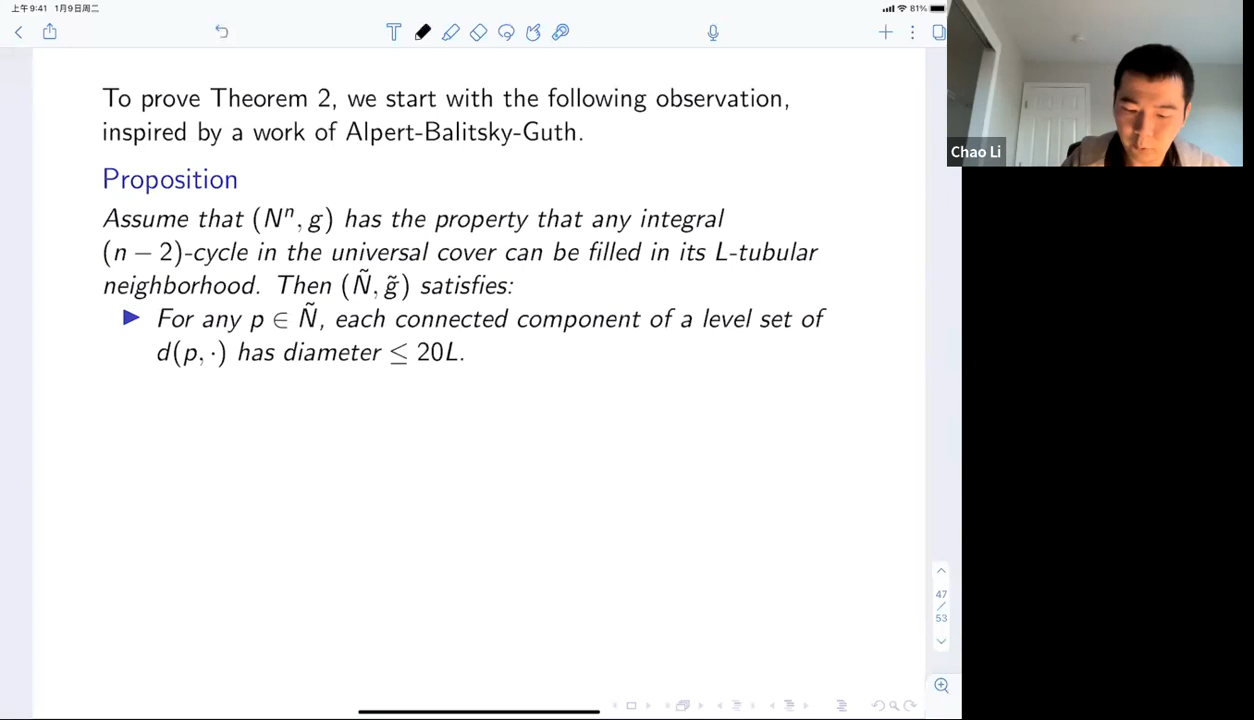 上午9:41 1月9日周二
81%
To prove Theorem 2, we start with the following observation,
inspired by a work of Alpert-Balitsky-Guth.
Proposition
Assume that (Nⁿ, g) has the property that any integral
(n − 2)-cycle in the universal cover can be filled in its L-tubular
neighborhood. Then (Ñ, g̃) satisfies:
▶ For any p ∈ Ñ, each connected component of a level set of
d(p, ·) has diameter ≤ 20L.
Chao Li
47
/
53